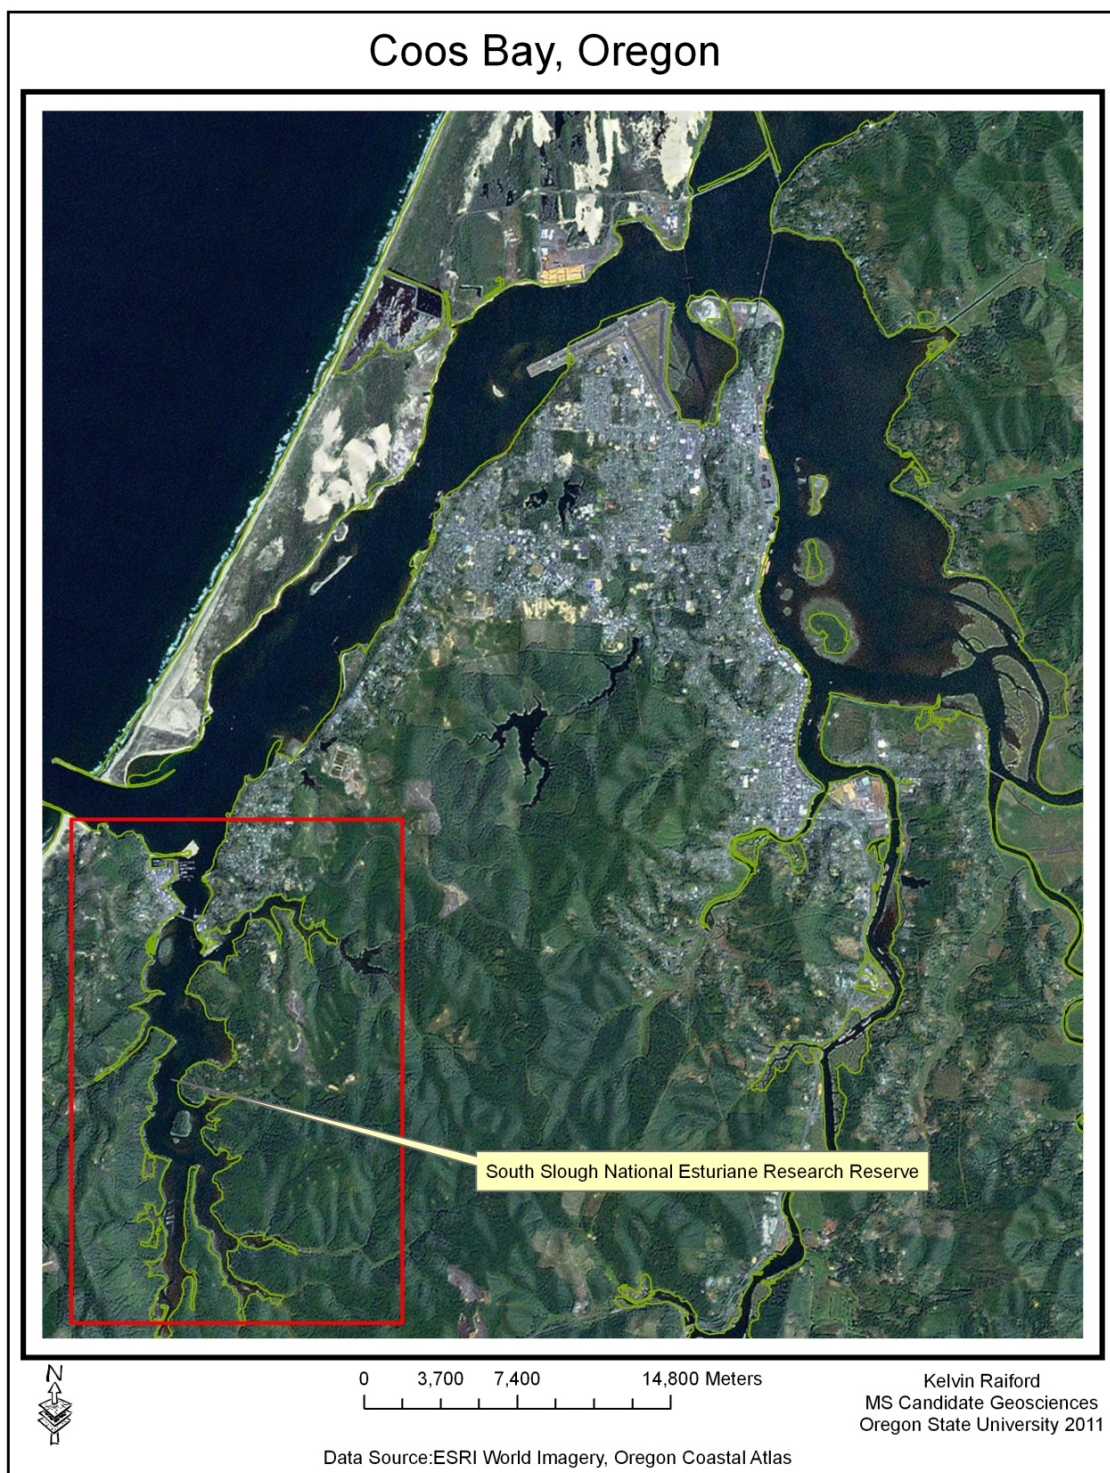 Coos Bay, Oregon
South Slough National Esturiane Research Reserve
N
0 3,700 7,400 14,800 Meters
Kelvin Raiford
MS Candidate Geosciences
Oregon State University 2011
Data Source:ESRI World Imagery, Oregon Coastal Atlas